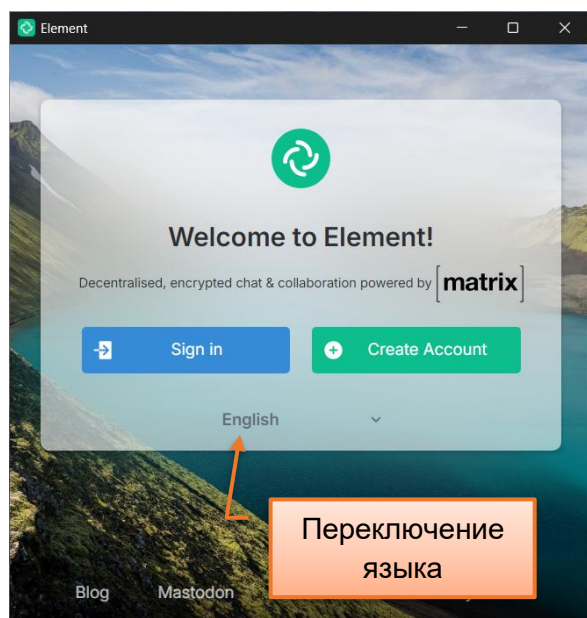 Element
Welcome to Element!
Decentralised, encrypted chat & collaboration powered by [matrix]
Sign in
Create Account
English
Переключение
языка
Blog
Mastodon